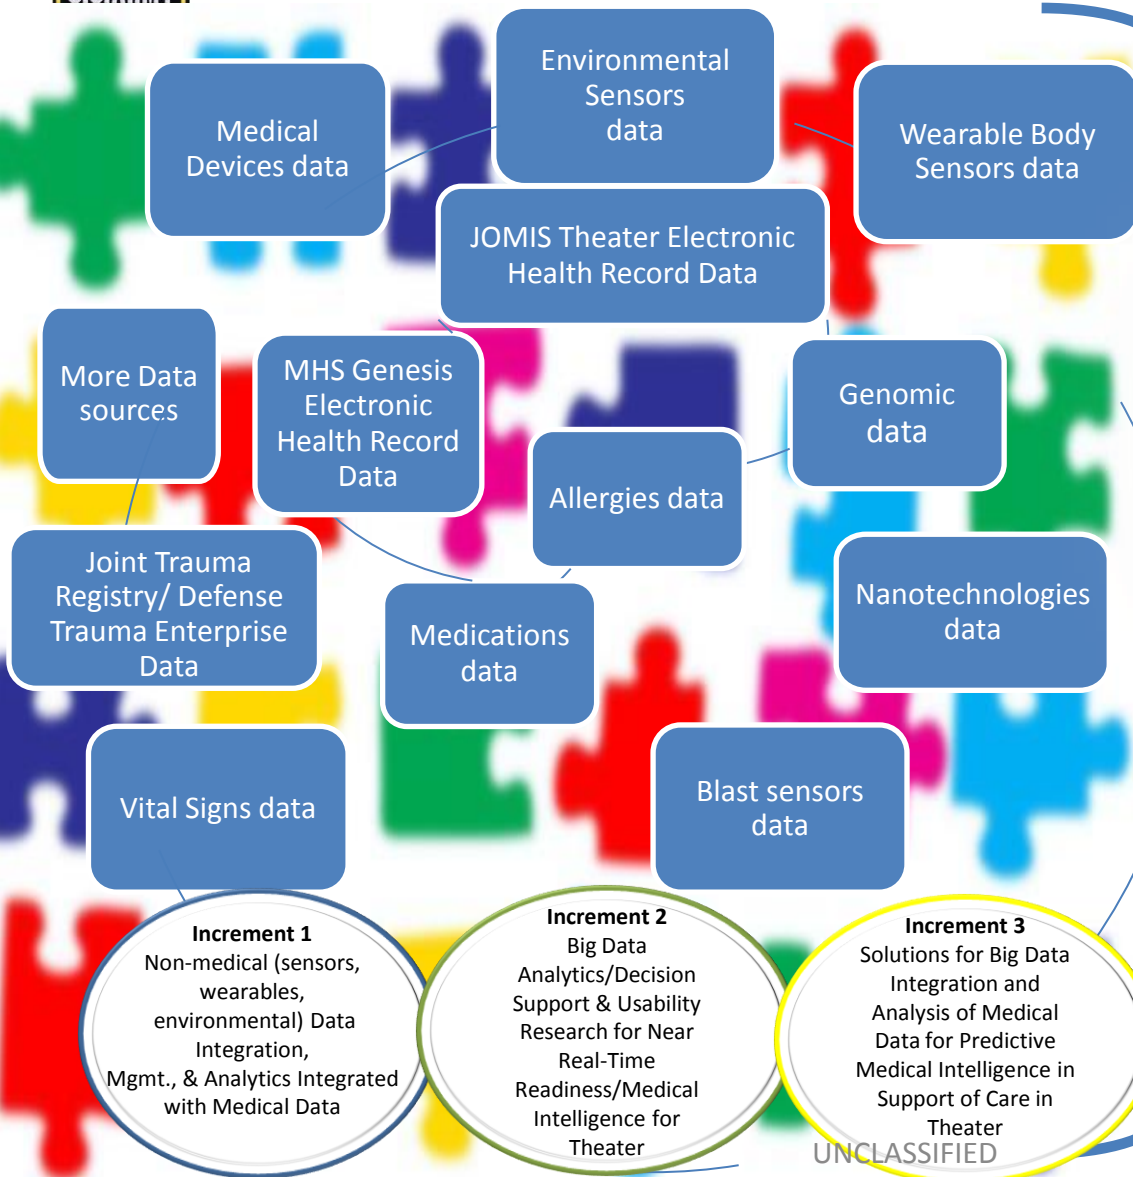 Environmental
Sensors
data
Medical
Devices data
Wearable Body
Sensors data
JOMIS Theater Electronic
Health Record Data
More Data
sources
MHS Genesis
Electronic
Health Record
Data
Genomic
data
Allergies data
Joint Trauma
Registry/ Defense
Trauma Enterprise
Data
Medications
data
Nanotechnologies
data
Vital Signs data
Blast sensors
data
Increment 1
Non-medical (sensors,
wearables,
environmental) Data
Integration,
Mgmt., & Analytics Integrated
with Medical Data
Increment 2
Big Data
Analytics/Decision
Support & Usability
Research for Near
Real-Time
Readiness/Medical
Intelligence for
Theater
Increment 3
Solutions for Big Data
Integration and
Analysis of Medical
Data for Predictive
Medical Intelligence in
Support of Care in
Theater
UNCLASSIFIED